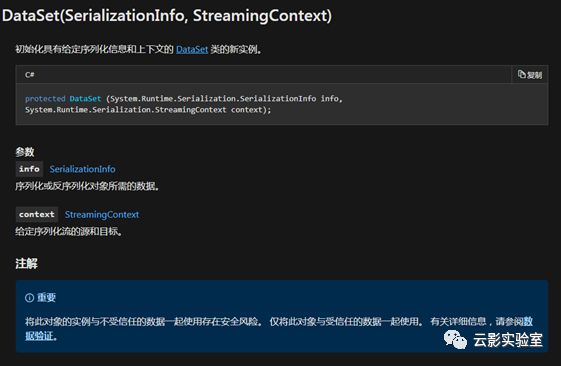 DataSet(SerializationInfo, StreamingContext)
初始化具有给定序列化信息和上下文的 DataSet 类的新实例。
C#
复制
protected DataSet (System.Runtime.Serialization.SerializationInfo info,
System.Runtime.Serialization.StreamingContext context);
参数
info SerializationInfo
序列化或反序列化对象所需的数据。
context StreamingContext
给定序列化流的源和目标。
注解
重要
将此对象的实例与不受信任的数据一起使用存在安全风险。 仅将此对象与受信任的数据一起使用。 有关详细信息，请参阅数
据验证。
云影实验室